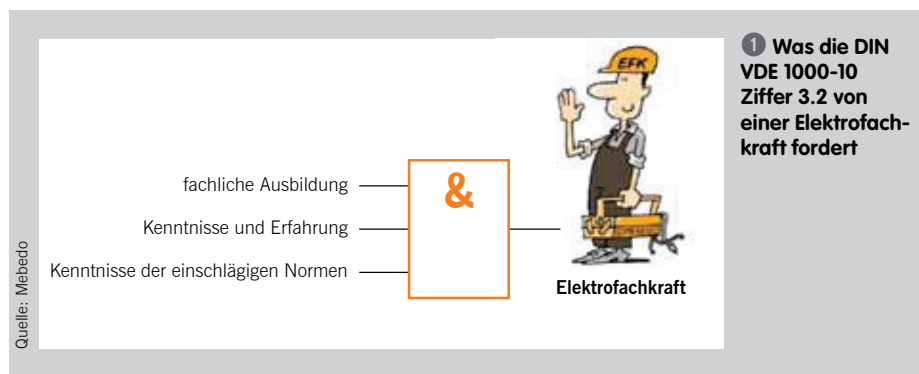 ❶ Was die DIN
VDE 1000-10
Ziffer 3.2 von
einer Elektrofach-
kraft fordert
EFK
fachliche Ausbildung
Kenntnisse und Erfahrung
Kenntnisse der einschlägigen Normen
&
Elektrofachkraft
Quelle: Mebedo